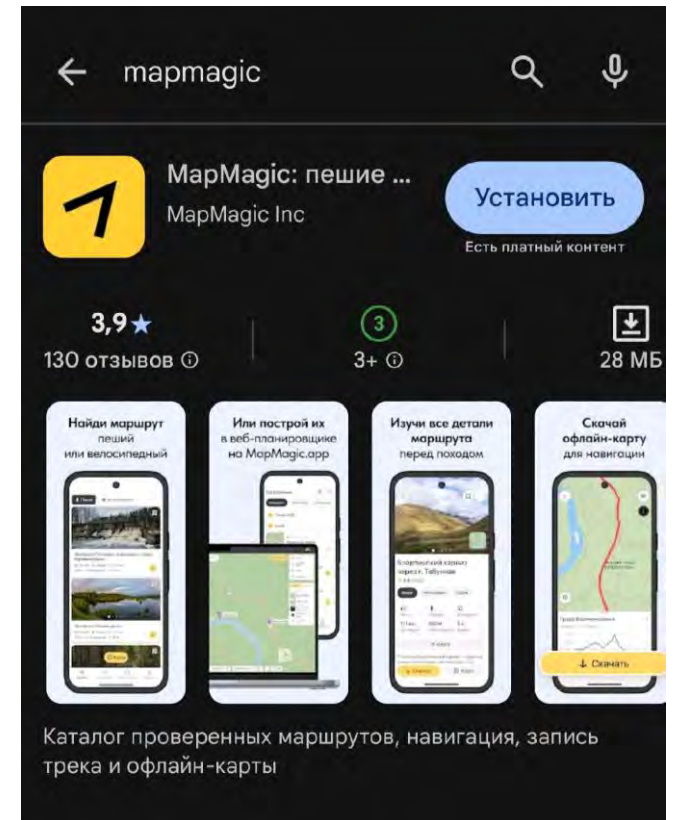 mapmagic
MapMagic: пешие ...
MapMagic Inc
Установить
Есть платный контент
3,9
130 отзывов
3
3+
28 МБ
Найди маршрут
пеший
или велосипедный
Или построй их
в веб-планировщике
на MapMagic.app
Изучи все детали
маршрута
перед походом
Скачай
офлайн-карту
для навигации
Скачать
Каталог проверенных маршрутов, навигация, запись
трека и офлайн-карты